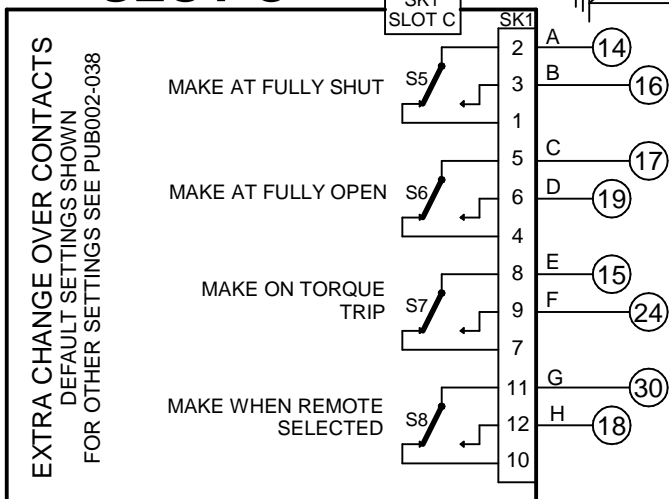 SK1
SLOT C
SK1
EXTRA CHANGE OVER CONTACTS
DEFAULT SETTINGS SHOWN
FOR OTHER SETTINGS SEE PUB002-038
MAKE AT FULLY SHUT
S5
2 A 14
3 B 16
1
MAKE AT FULLY OPEN
S6
5 C 17
6 D 19
4
MAKE ON TORQUE
TRIP
S7
8 E 15
9 F 24
7
MAKE WHEN REMOTE
SELECTED
S8
11 G 30
12 H 18
10